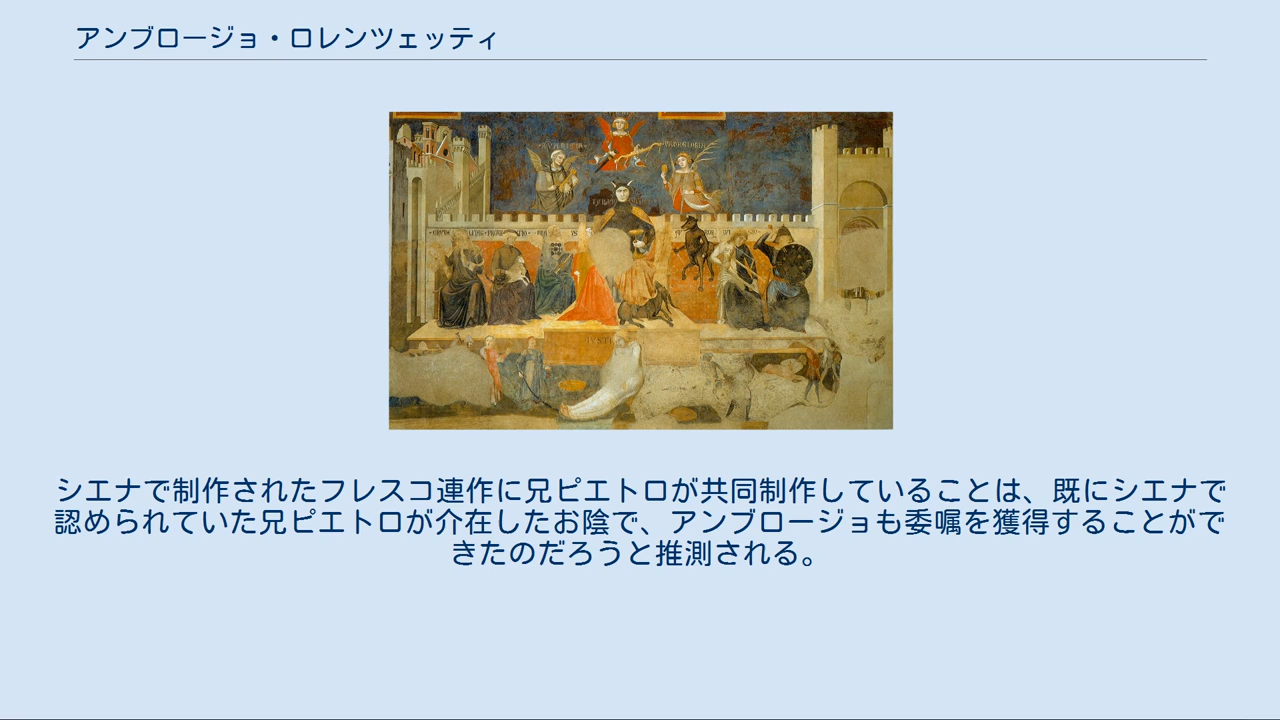 アンブロージョ・ロレンツェッティ
シエナで制作されたフレスコ連作に兄ピエトロが共同制作していることは、既にシエナで
認められていた兄ピエトロが介在したお陰で、アンブロージョも委嘱を獲得することがで
きたのだろうと推測される。